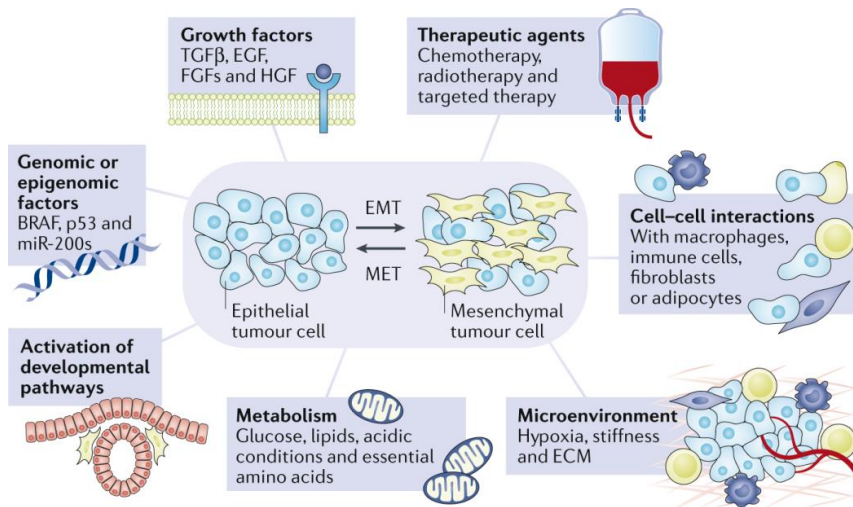 Growth factors
TGFβ, EGF,
FGFs and HGF
Therapeutic agents
Chemotherapy,
radiotherapy and
targeted therapy
Genomic or
epigenomic
factors
BRAF, p53 and
miR-200s
EMT
MET
Epithelial
tumour cell
Mesenchymal
tumour cell
Cell–cell interactions
With macrophages,
immune cells,
fibroblasts
or adipocytes
Activation of
developmental
pathways
Metabolism
Glucose, lipids, acidic
conditions and essential
amino acids
Microenvironment
Hypoxia, stiffness
and ECM